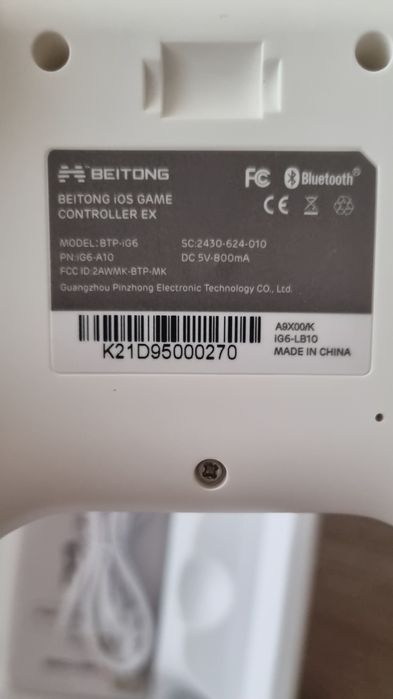 BEITONG
FC Bluetooth®
BEITONG iOS GAME
CONTROLLER EX
CE
MODEL: BTP-iG6 SC:2430-624-010
PN:iG6-A10 DC 5V⎓800mA
FCC ID:2AWMK-BTP-MK
Guangzhou Pinzhong Electronic Technology CO., Ltd.
K21D95000270
A9X00/K
IG6-LB10
MADE IN CHINA